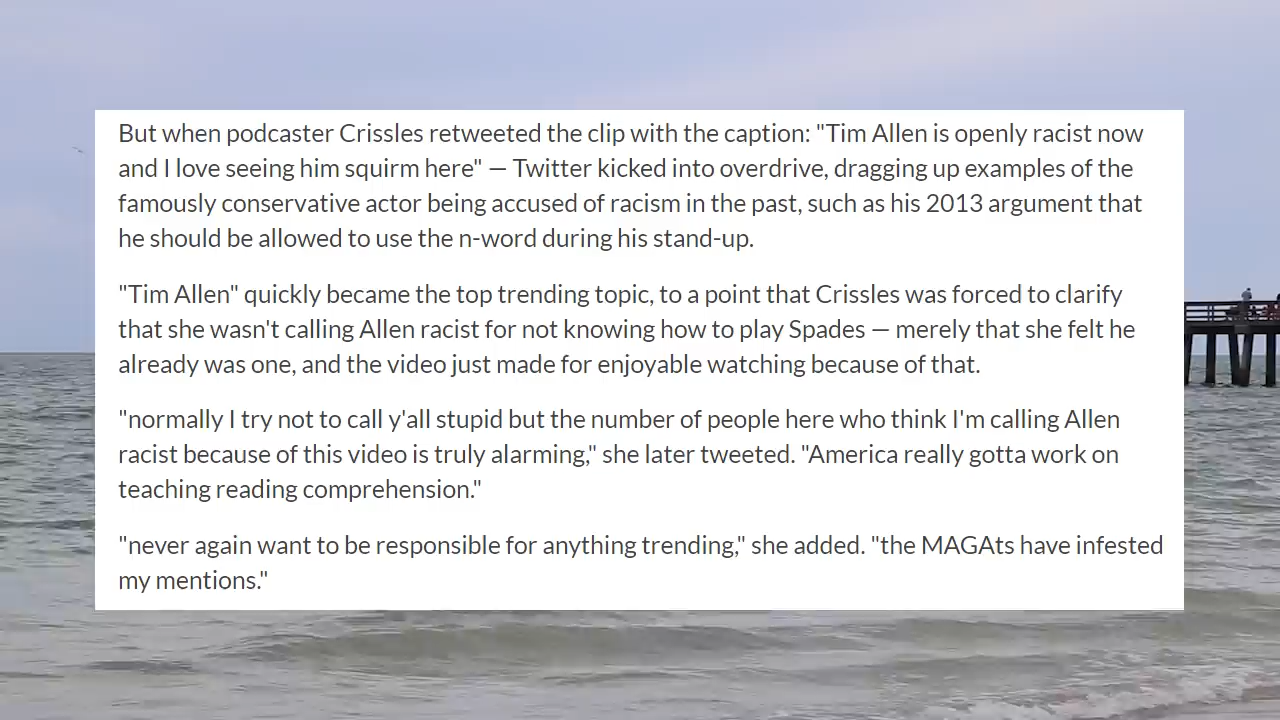 But when podcaster Crissles retweeted the clip with the caption: "Tim Allen is openly racist now
and I love seeing him squirm here" — Twitter kicked into overdrive, dragging up examples of the
famously conservative actor being accused of racism in the past, such as his 2013 argument that
he should be allowed to use the n-word during his stand-up.
"Tim Allen" quickly became the top trending topic, to a point that Crissles was forced to clarify
that she wasn't calling Allen racist for not knowing how to play Spades — merely that she felt he
already was one, and the video just made for enjoyable watching because of that.
"normally I try not to call y'all stupid but the number of people here who think I'm calling Allen
racist because of this video is truly alarming," she later tweeted. "America really gotta work on
teaching reading comprehension."
"never again want to be responsible for anything trending," she added. "the MAGAts have infested
my mentions."